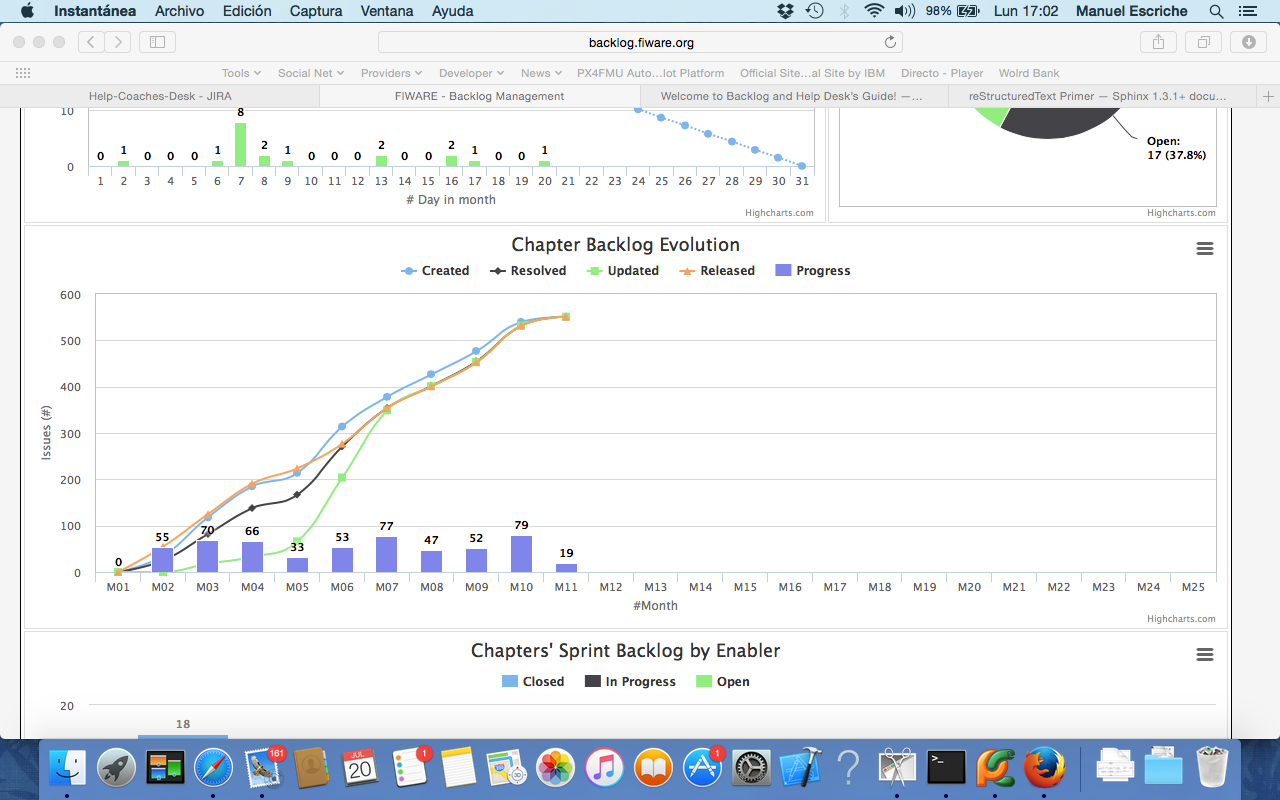 Instantánea Archivo Edición Captura Ventana Ayuda 98% Lun 17:02 Manuel Escriche
backlog.fiware.org
Tools Social Net Providers Developer News PX4FMU Auto...lot Platform Official Site...al Site by IBM Directo - Player Wolrd Bank
Help-Coaches-Desk - JIRA FIWARE - Backlog Management Welcome to Backlog and Help Desk's Guide! —... reStructuredText Primer — Sphinx 1.3.1+ docu...
10
8
0 1 0 0 0 1 2 1 0 0 0 2 0 0 2 1 0 0 1
0
1 2 3 4 5 6 7 8 9 10 11 12 13 14 15 16 17 18 19 20 21 22 23 24 25 26 27 28 29 30 31
# Day in month
Highcharts.com
Open:
17 (37.8%)
Highcharts.com
Chapter Backlog Evolution
Created Resolved Updated Released Progress
600
500
400
300
200
100
0
Issues (#)
0 55 70 66 33 53 77 47 52 79 19
M01 M02 M03 M04 M05 M06 M07 M08 M09 M10 M11 M12 M13 M14 M15 M16 M17 M18 M19 M20 M21 M22 M23 M24 M25
#Month
Highcharts.com
Chapters' Sprint Backlog by Enabler
Closed In Progress Open
20
18
161
JUL
20
1
1
>_